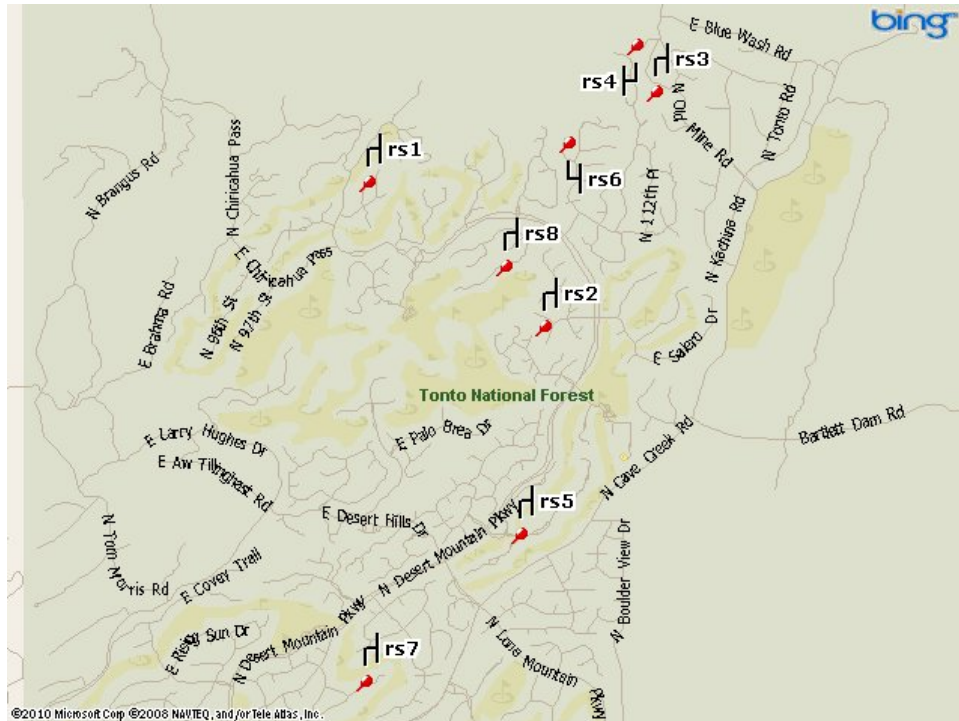 bing
E Blue Wash Rd
rs3
rs4
N Old Mine Rd
N Tonto Rd
N Brangus Rd
N Chiricahua Pass
rs1
rs6
N 112th Pl
N Kachina Rd
rs8
E Chiricahua Pass
N 96th St
N 97th St
E Brahma Rd
rs2
E Salero Dr
Tonto National Forest
Bartlett Dam Rd
E Larry Hughes Dr
E Palo Brea Dr
E Aw Tillinghast Rd
N Cave Creek Rd
rs5
E Desert Hills Dr
N Desert Mountain Pkwy
N Tom Morris Rd
E Covey Trail
N Boulder View Dr
E Rising Sun Dr
N Desert Mountain Pkwy
rs7
N Lone Mountain Pkwy
©2010 Microsoft Corp ©2008 NAVTEQ, and/or Tele Atlas, Inc.